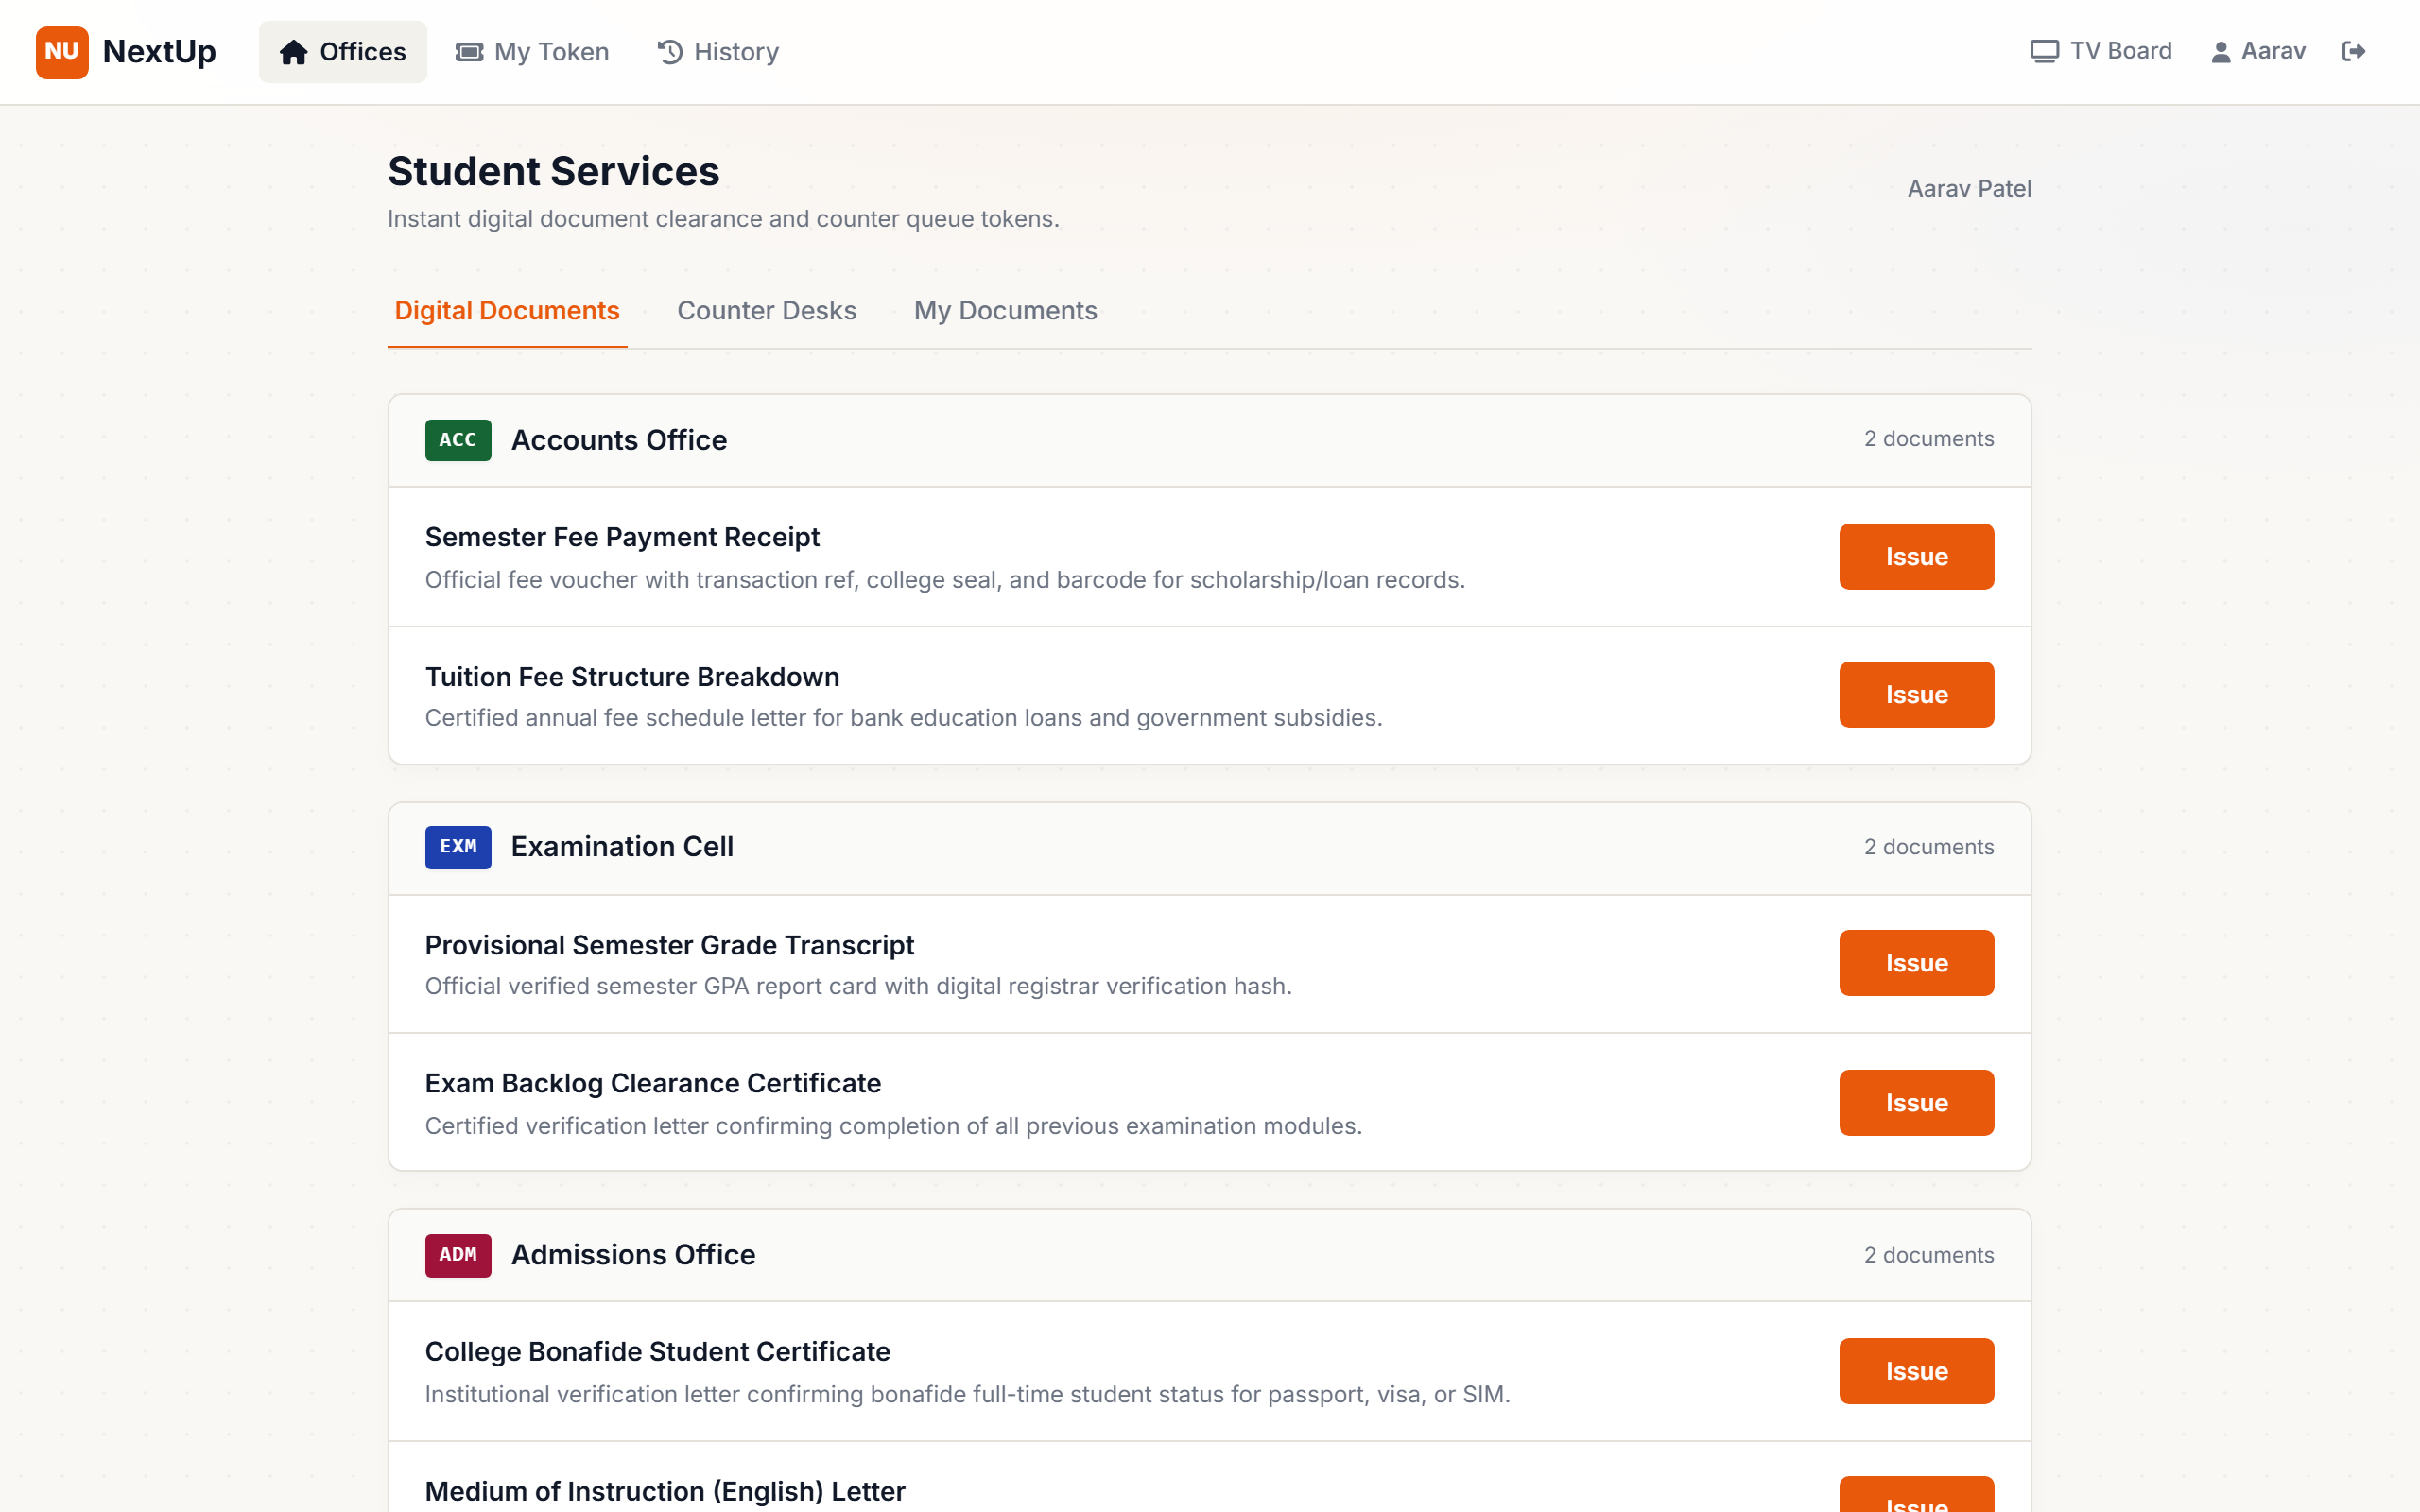 NU NextUp Offices My Token History TV Board Aarav
Student Services
Aarav Patel
Instant digital document clearance and counter queue tokens.
Digital Documents Counter Desks My Documents
ACC Accounts Office 2 documents
Semester Fee Payment Receipt
Issue
Official fee voucher with transaction ref, college seal, and barcode for scholarship/loan records.
Tuition Fee Structure Breakdown
Issue
Certified annual fee schedule letter for bank education loans and government subsidies.
EXM Examination Cell 2 documents
Provisional Semester Grade Transcript
Issue
Official verified semester GPA report card with digital registrar verification hash.
Exam Backlog Clearance Certificate
Issue
Certified verification letter confirming completion of all previous examination modules.
ADM Admissions Office 2 documents
College Bonafide Student Certificate
Issue
Institutional verification letter confirming bonafide full-time student status for passport, visa, or SIM.
Medium of Instruction (English) Letter
Issue